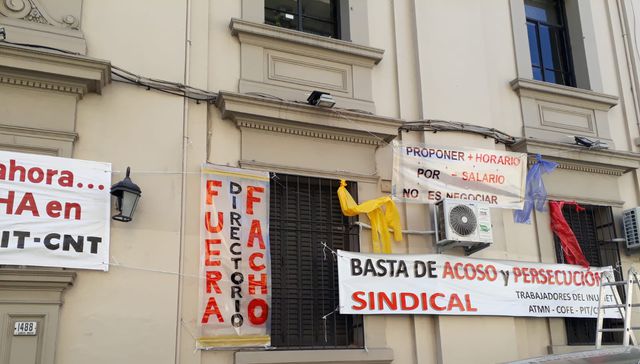 ahora...
HA en
IT-CNT
FUERA
DIRECTORIO
FACHO
PROPONER + HORARIO
POR - SALARIO
NO ES NEGOCIAR
BASTA DE ACOSO y PERSECUCIÓN
SINDICAL
TRABAJADORES DEL INUMET
ATMN - COFE - PIT/CNT
1488